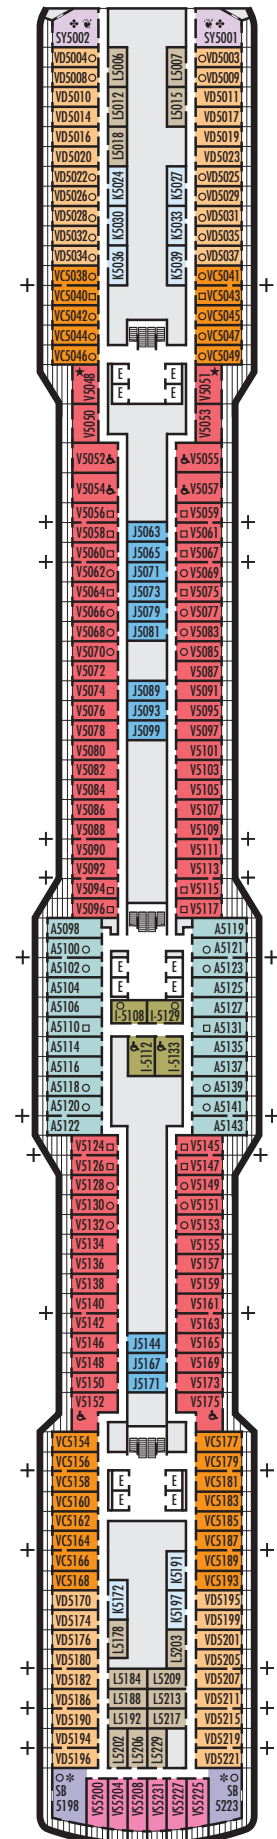 SY5002 SY5001
VD5004 L5006 L5007 VD5003
VD5008 VD5009
VD5010 L5012 L5015 VD5011
VD5014 VD5017
VD5016 L5018 VD5019
VD5020 VD5023
VD5022 K5024 K5027 VD5025
VD5026 VD5029
VD5028 K5030 K5033 VD5031
VD5032 VD5035
VD5034 K5036 K5039 VD5037
VC5038 VC5041
VC5040 VC5043
VC5042 VC5045
VC5044 VC5047
VC5046 VC5049
V5048 E E V5051
V5050 E E V5053
V5052 V5055
V5054 V5057
V5056 V5059
V5058 J5063 V5061
V5060 J5065 V5067
V5062 J5071 V5069
V5064 J5073 V5075
V5066 J5079 V5077
V5068 J5081 V5083
V5070 V5085
V5072 V5087
V5074 J5089 V5091
V5076 J5093 V5095
V5078 J5099 V5097
V5080 V5101
V5082 V5103
V5084 V5105
V5086 V5107
V5088 V5109
V5090 V5111
V5092 V5113
V5094 V5115
V5096 V5117
A5098 A5119
A5100 A5121
A5102 E E A5123
A5104 E E A5125
A5106 I-5108 I-5129 A5127
A5110 A5131
A5114 I-5112 I-5133 A5135
A5116 A5137
A5118 A5139
A5120 A5141
A5122 A5143
V5124 V5145
V5126 V5147
V5128 V5149
V5130 V5151
V5132 V5153
V5134 V5155
V5136 V5157
V5138 V5159
V5140 V5161
V5142 V5163
V5146 J5144 V5165
V5148 J5167 V5169
V5150 J5171 V5173
V5152 V5175
VC5154 VC5177
VC5156 VC5179
VC5158 E E VC5181
VC5160 E E VC5183
VC5162 VC5185
VC5164 VC5187
VC5166 K5191 VC5189
VC5168 K5172 VC5193
VD5170 K5197 VD5195
VD5174 L5178 VD5199
VD5176 L5203 VD5201
VD5180 VD5205
VD5182 L5184 L5209 VD5207
VD5186 L5188 L5213 VD5211
VD5190 L5192 L5217 VD5215
VD5194 L5202 L5206 L5229 VD5219
VD5196 VD5221
SB SB
5198 VS5200 VS5204 VS5208 VS5231 VS5227 VS5225 5223